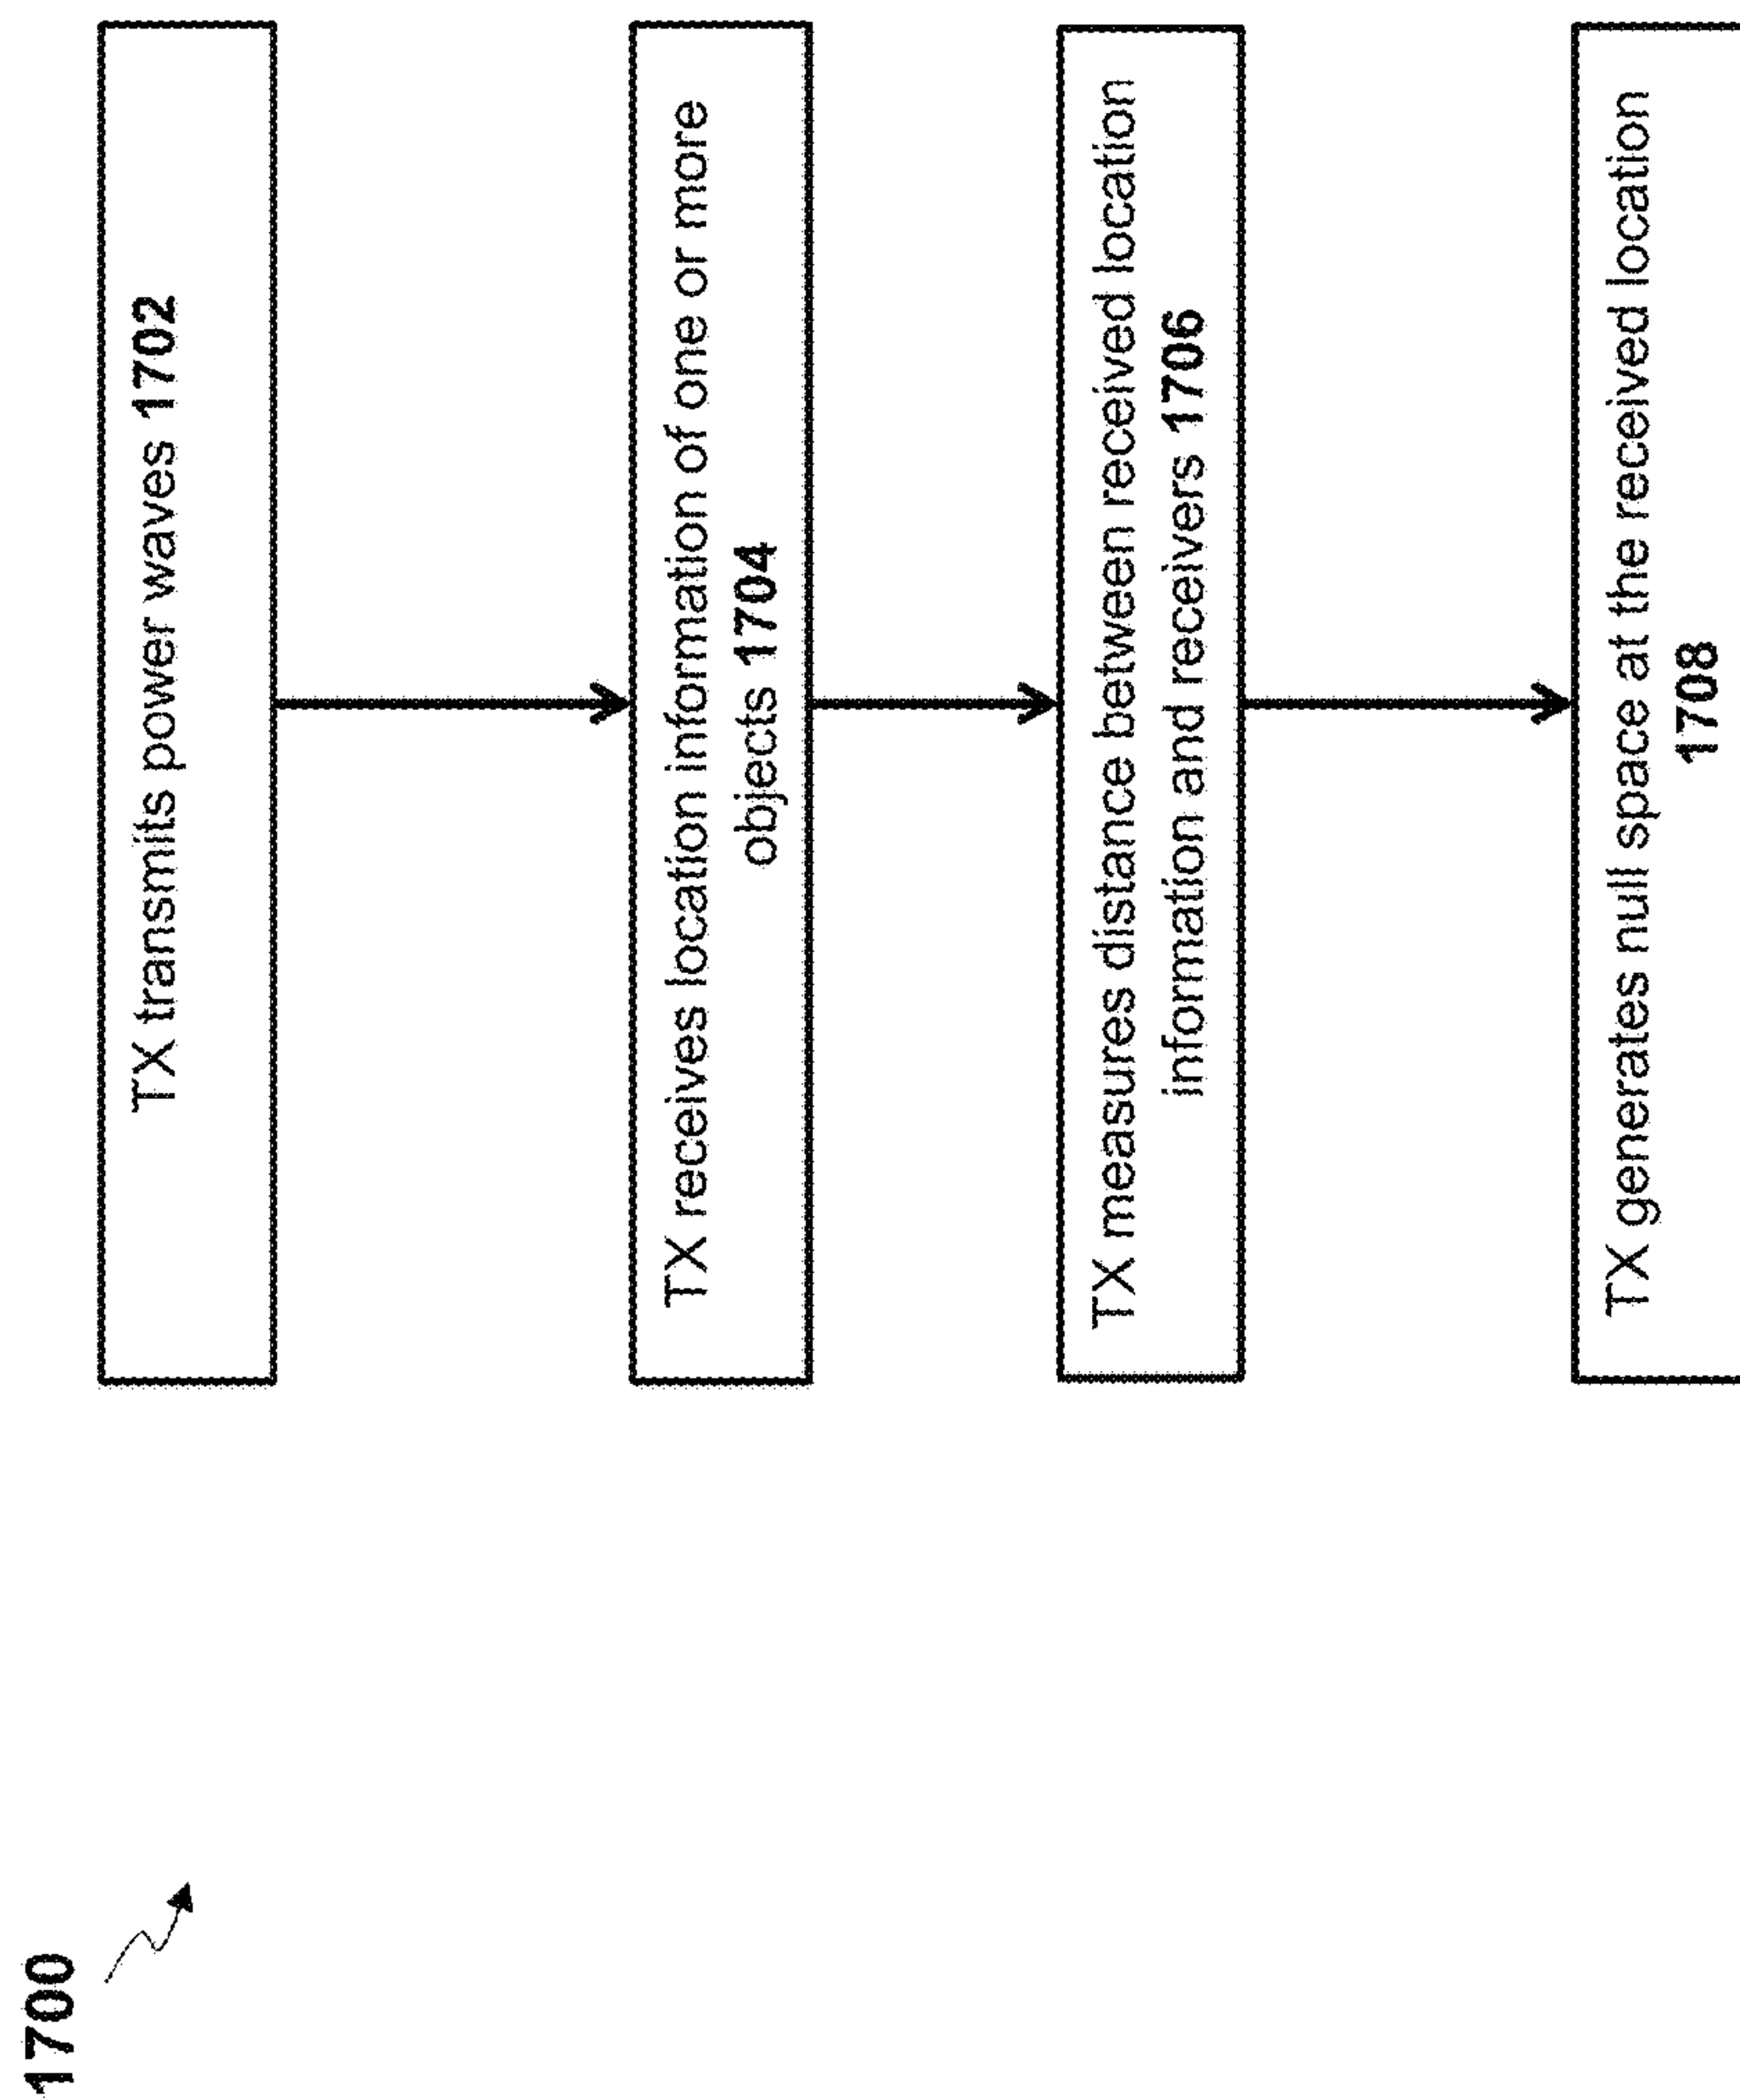 1700
TX transmits power waves 1702
TX receives location information of one or more
objects 1704
TX measures distance between received location
information and receivers 1706
TX generates null space at the received location
1708